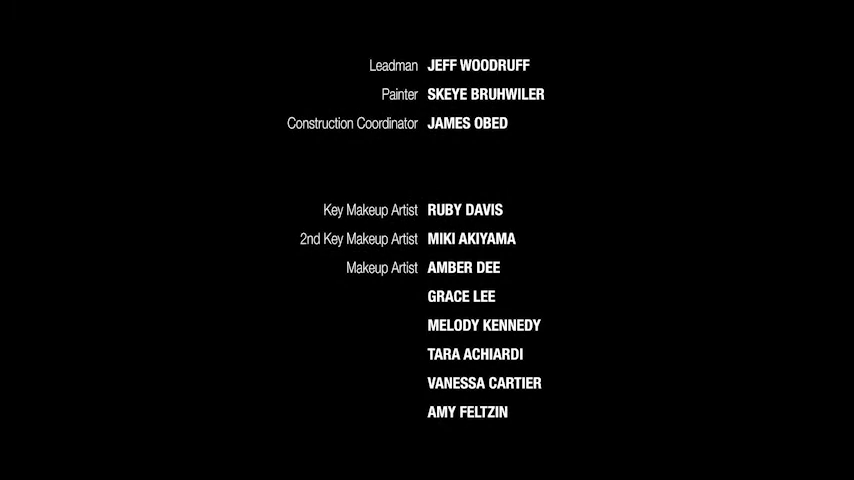 Leadman JEFF WOODRUFF
Painter SKEYE BRUHWILER
Construction Coordinator JAMES OBED
Key Makeup Artist RUBY DAVIS
2nd Key Makeup Artist MIKI AKIYAMA
Makeup Artist AMBER DEE
GRACE LEE
MELODY KENNEDY
TARA ACHIARDI
VANESSA CARTIER
AMY FELTZIN